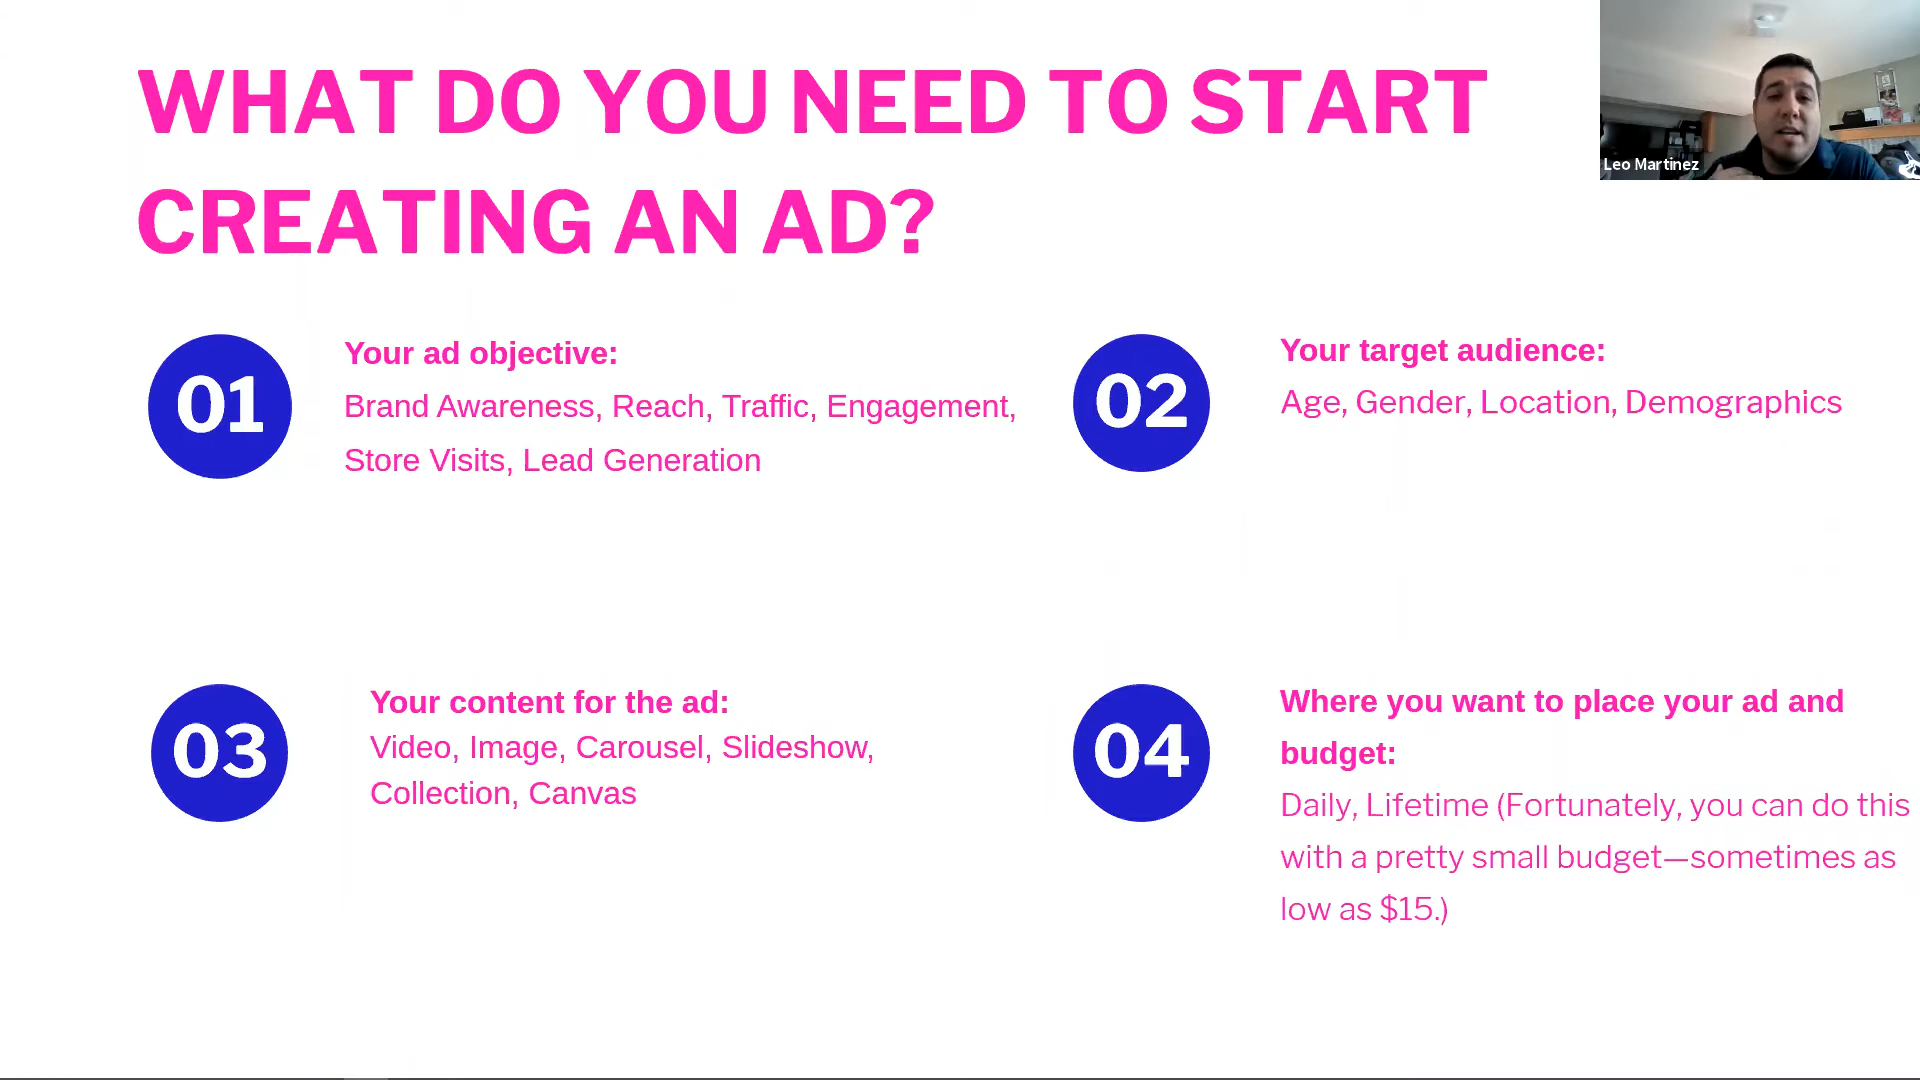 WHAT DO YOU NEED TO START
CREATING AN AD?
Leo Martinez
01
Your ad objective:
Brand Awareness, Reach, Traffic, Engagement,
Store Visits, Lead Generation
02
Your target audience:
Age, Gender, Location, Demographics
03
Your content for the ad:
Video, Image, Carousel, Slideshow,
Collection, Canvas
04
Where you want to place your ad and
budget:
Daily, Lifetime (Fortunately, you can do this
with a pretty small budget—sometimes as
low as $15.)